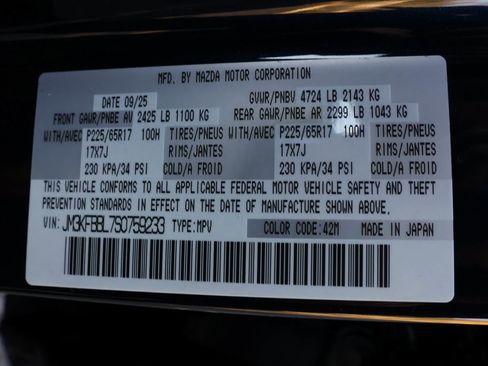 MFD. BY MAZDA MOTOR CORPORATION
DATE 09/25 GVWR/PNBV 4724 LB 2143 KG
FRONT GAWR/PNBE AV 2425 LB 1100 KG REAR GAWR/PNBE AR 2299 LB 1043 KG
WITH/AVEC P225/65R17 100H TIRES/PNEUS WITH/AVEC P225/65R17 100H TIRES/PNEUS
17X7J RIMS/JANTES 17X7J RIMS/JANTES
230 KPA/34 PSI COLD/A FROID 230 KPA/34 PSI COLD/A FROID
THIS VEHICLE CONFORMS TO ALL APPLICABLE FEDERAL MOTOR VEHICLE SAFETY AND THEFT
PREVENTION STANDARDS IN EFFECT ON THE DATE OF MANUFACTURE SHOWN ABOVE.
VIN: JM3KFBBL7S0759233 TYPE:MPV COLOR CODE:42M MADE IN JAPAN